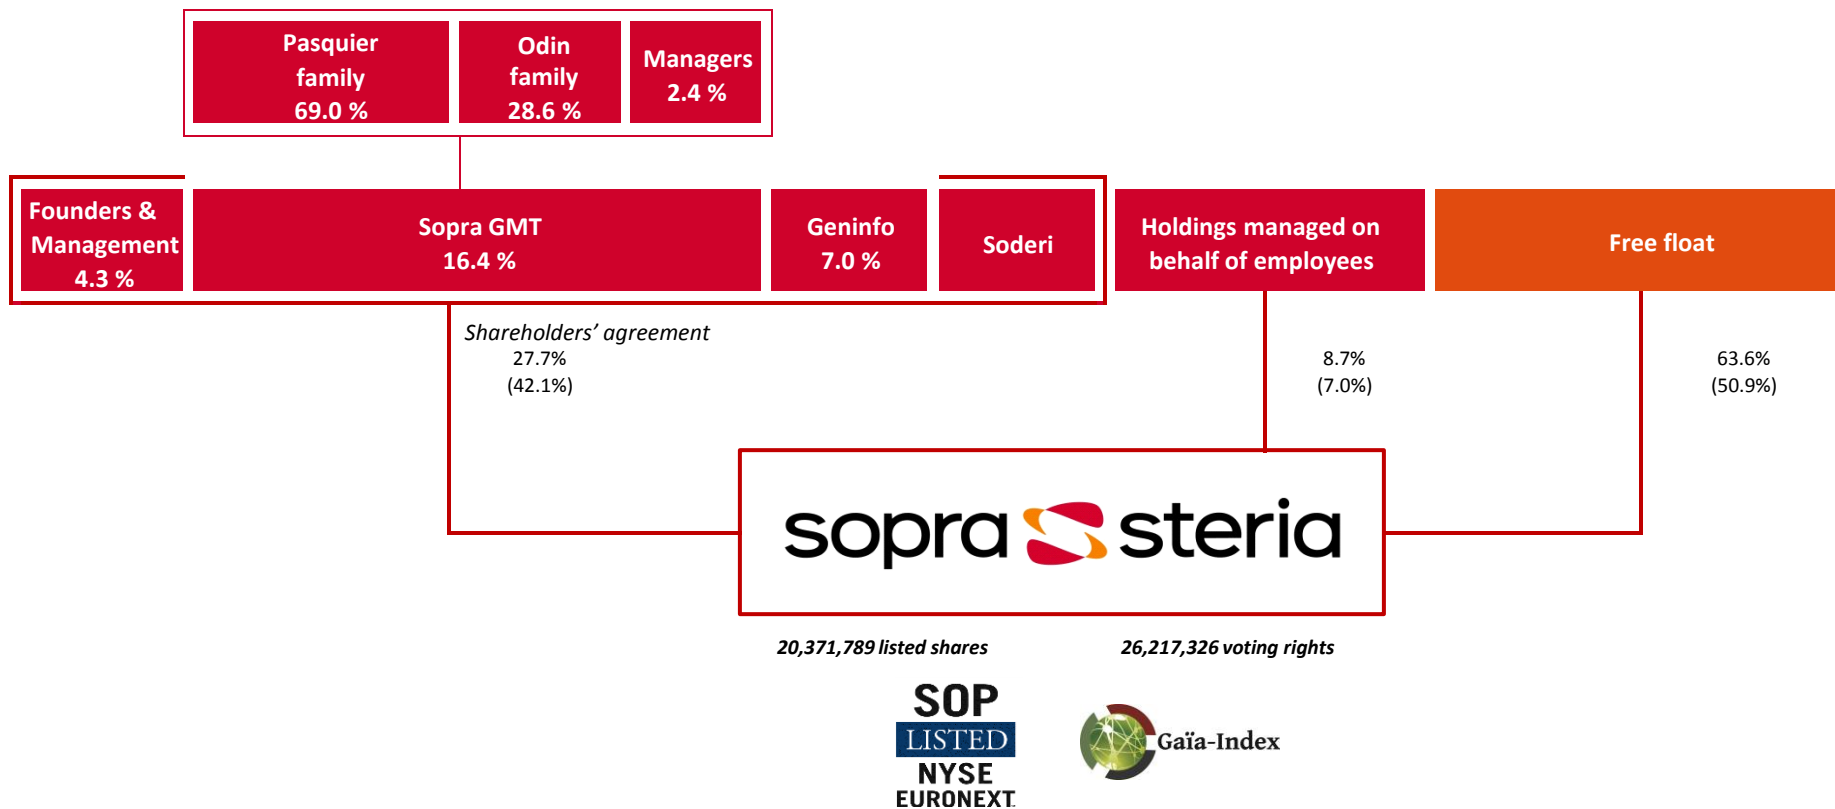 Pasquier
family
69.0 %
Odin
family
28.6 %
Managers
2.4 %
Founders &
Management
4.3 %
Sopra GMT
16.4 %
Geninfo
7.0 %
Soderi
Holdings managed on
behalf of employees
Free float
Shareholders’ agreement
27.7%
(42.1%)
8.7%
(7.0%)
63.6%
(50.9%)
sopra steria
20,371,789 listed shares
26,217,326 voting rights
SOP
LISTED
NYSE
EURONEXT
Gaïa-Index